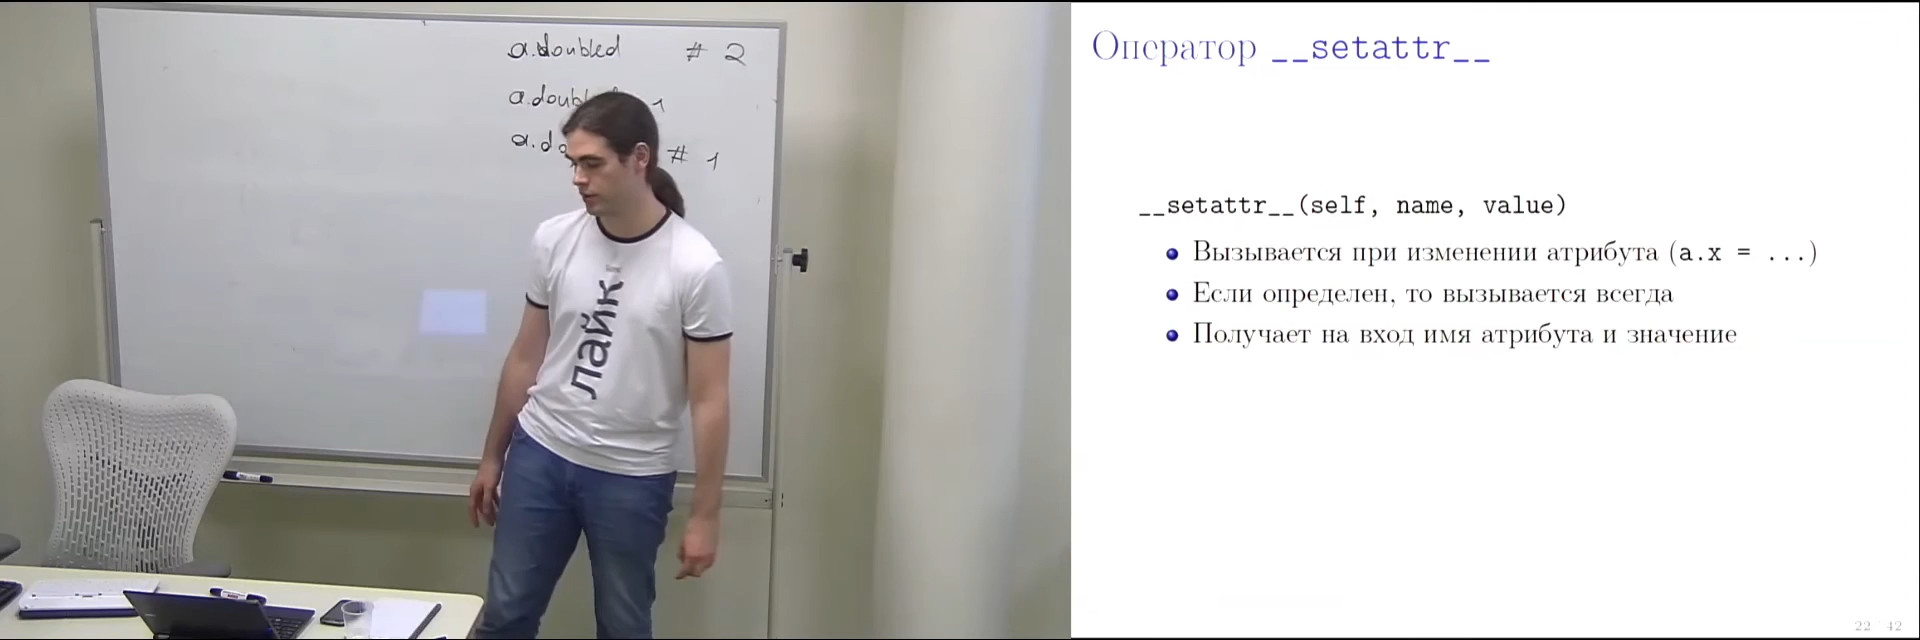 a.doubled # 2
a.doubl 1
a.do # 1
лайк
Оператор __setattr__
__setattr__(self, name, value)
Вызывается при изменении атрибута (a.x = ...)
Если определен, то вызывается всегда
Получает на вход имя атрибута и значение
22 / 42